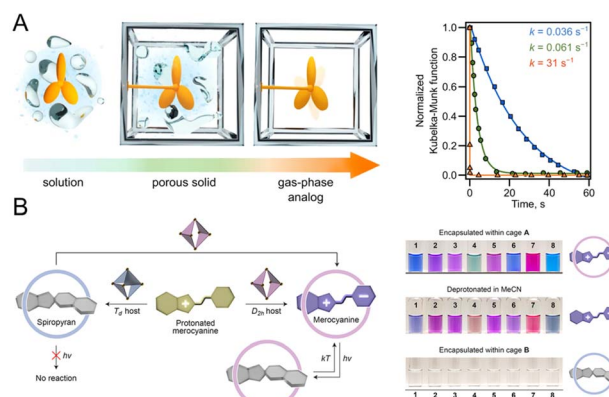 A
solution
porous solid
gas-phase
analog
Normalized
Kubelka-Munk function
1.0
0.8
0.6
0.4
0.2
0.0
k = 0.036 s⁻¹
k = 0.061 s⁻¹
k = 31 s⁻¹
0 20 40 60
Time, s
B
Spiropyran
Td host
Protonated
merocyanine
D2h host
Merocyanine
hν
No reaction
kT
hν
Encapsulated within cage A
1 2 3 4 5 6 7 8
Deprotonated in MeCN
1 2 3 4 5 6 7 8
Encapsulated within cage B
1 2 3 4 5 6 7 8